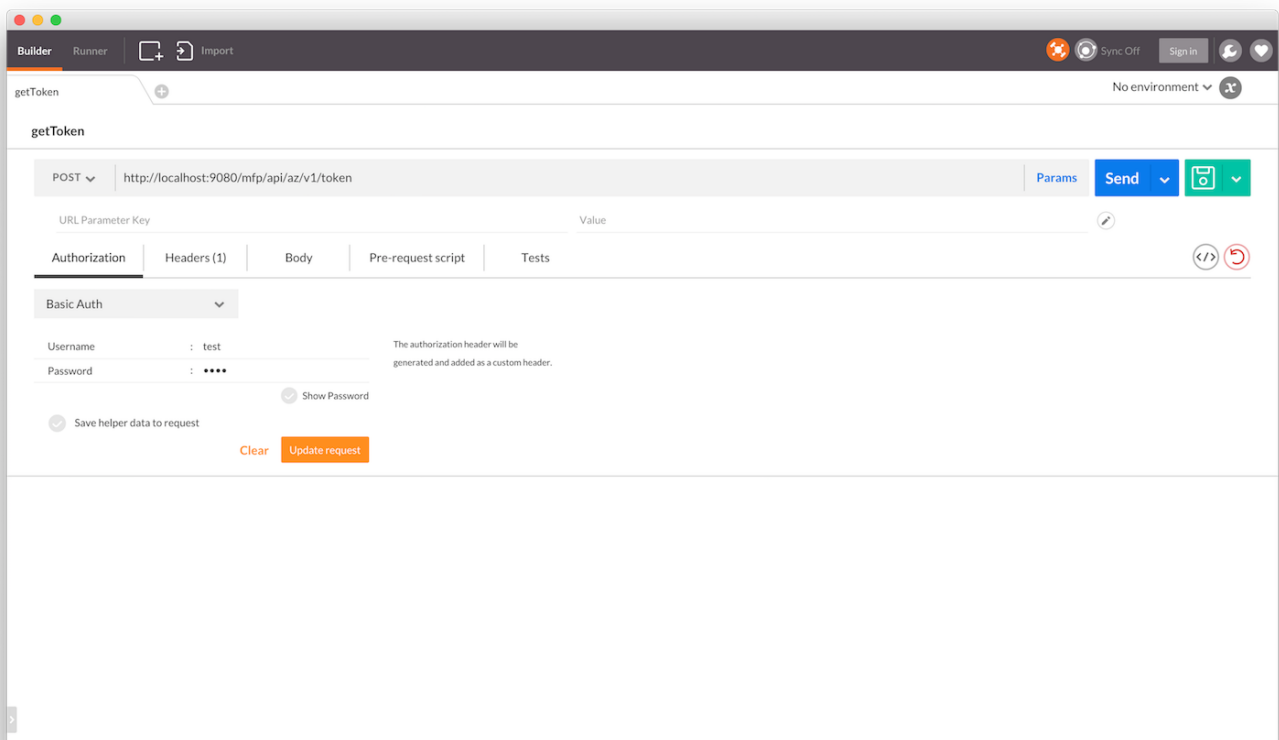 Builder Runner Import Sync Off Sign in
getToken No environment
getToken
POST http://localhost:9080/mfp/api/az/v1/token Params Send
URL Parameter Key Value
Authorization Headers (1) Body Pre-request script Tests
Basic Auth
Username : test
The authorization header will be
generated and added as a custom header.
Password : ••••
Show Password
Save helper data to request
Clear Update request